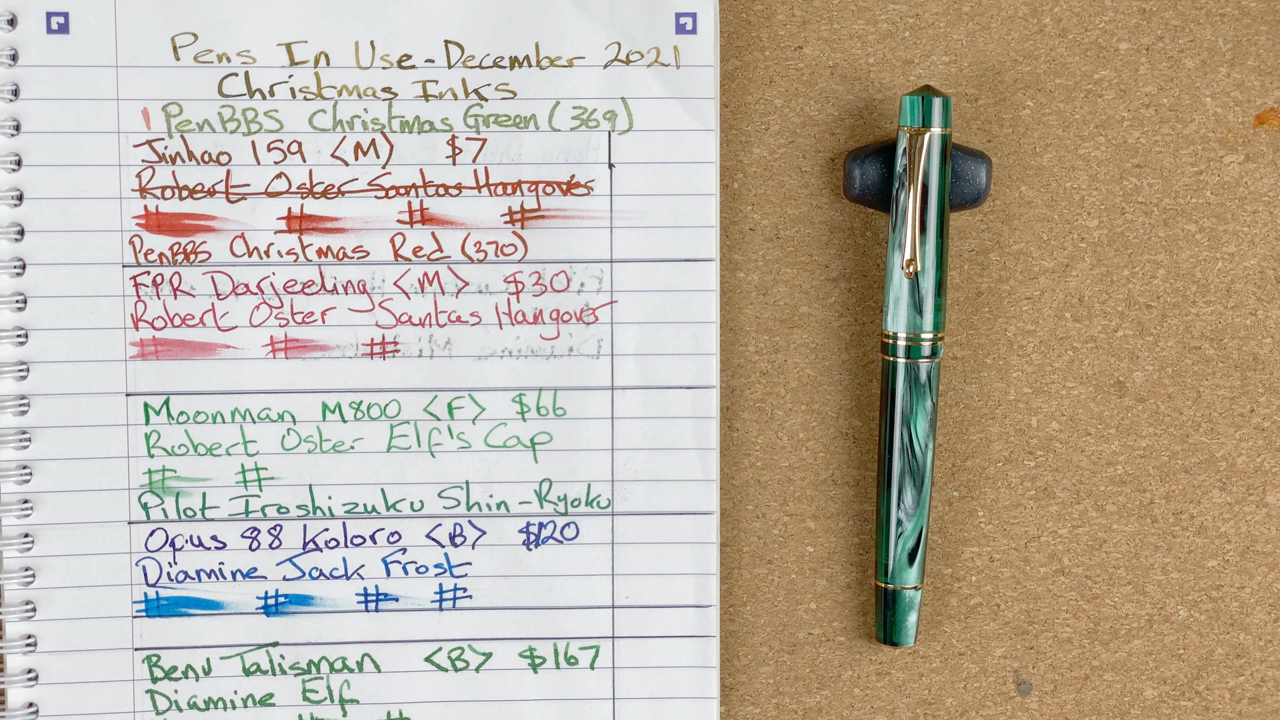 Pens In Use - December 2021
Christmas Inks
PenBBS Christmas Green (369)
Jinhao 159 <M> $7
Robert Oster Santas Hangover
# # # #
PenBBS Christmas Red (370)
FPR Darjeeling <M> $30
Robert Oster Santas Hangover
# # #
Moonman M800 <F> $66
Robert Oster Elf's Cap
# #
Pilot Iroshizuku Shin-Ryoku
Opus 88 Koloro <B> $120
Diamine Jack Frost
# # # #
Benu Talisman <B> $167
Diamine Elf